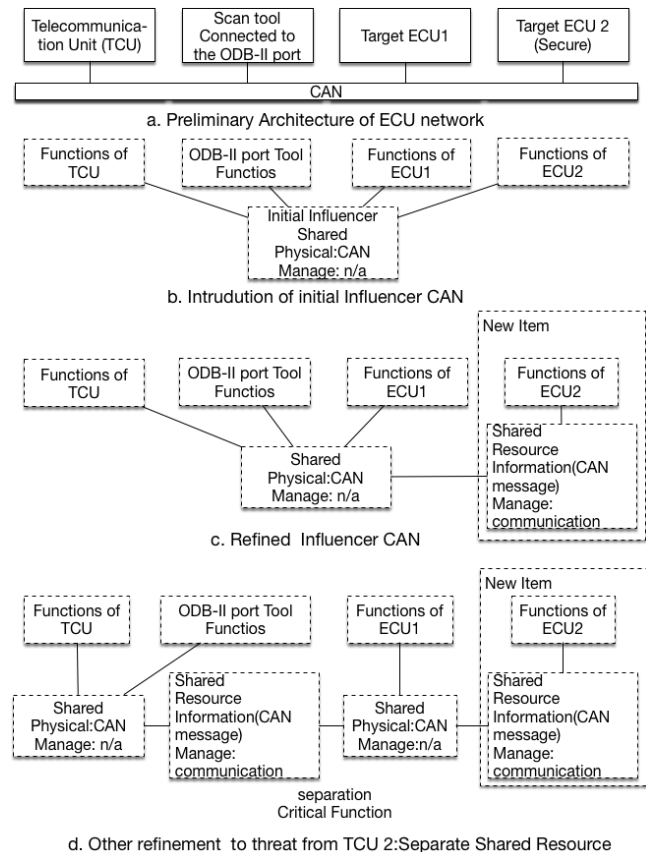 Telecommunica-
tion Unit (TCU)
Scan tool
Connected to
the ODB-II port
Target ECU1
Target ECU 2
(Secure)
CAN
a. Preliminary Architecture of ECU network
Functions of
TCU
ODB-II port Tool
Functios
Functions of
ECU1
Functions of
ECU2
Initial Influencer
Shared
Physical:CAN
Manage: n/a
b. Intrudution of initial Influencer CAN
New Item
Functions of
TCU
ODB-II port Tool
Functios
Functions of
ECU1
Functions of
ECU2
Shared
Physical:CAN
Manage: n/a
Shared
Resource
Information(CAN
message)
Manage:
communication
c. Refined Influencer CAN
New Item
Functions of
TCU
ODB-II port Tool
Functios
Functions of
ECU1
Functions of
ECU2
Shared
Physical:CAN
Manage: n/a
Shared
Resource
Information(CAN
message)
Manage:
communication
Shared
Physical:CAN
Manage:n/a
Shared
Resource
Information(CAN
message)
Manage:
communication
separation
Critical Function
d. Other refinement to threat from TCU 2:Separate Shared Resource